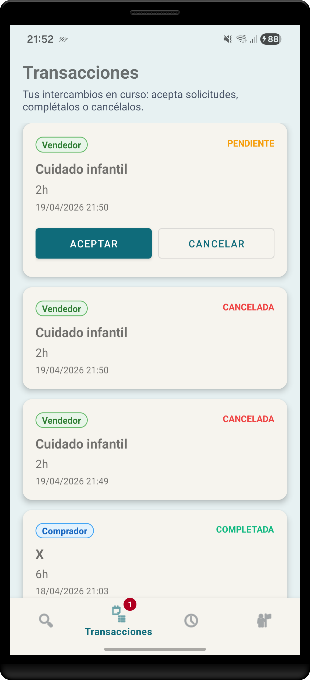 21:52
88
Transacciones
Tus intercambios en curso: acepta solicitudes,
complétalos o cancélalos.
Vendedor
PENDIENTE
Cuidado infantil
2h
19/04/2026 21:50
ACEPTAR
CANCELAR
Vendedor
CANCELADA
Cuidado infantil
2h
19/04/2026 21:50
Vendedor
CANCELADA
Cuidado infantil
2h
19/04/2026 21:49
Comprador
COMPLETADA
X
6h
18/04/2026 21:03
1
Transacciones